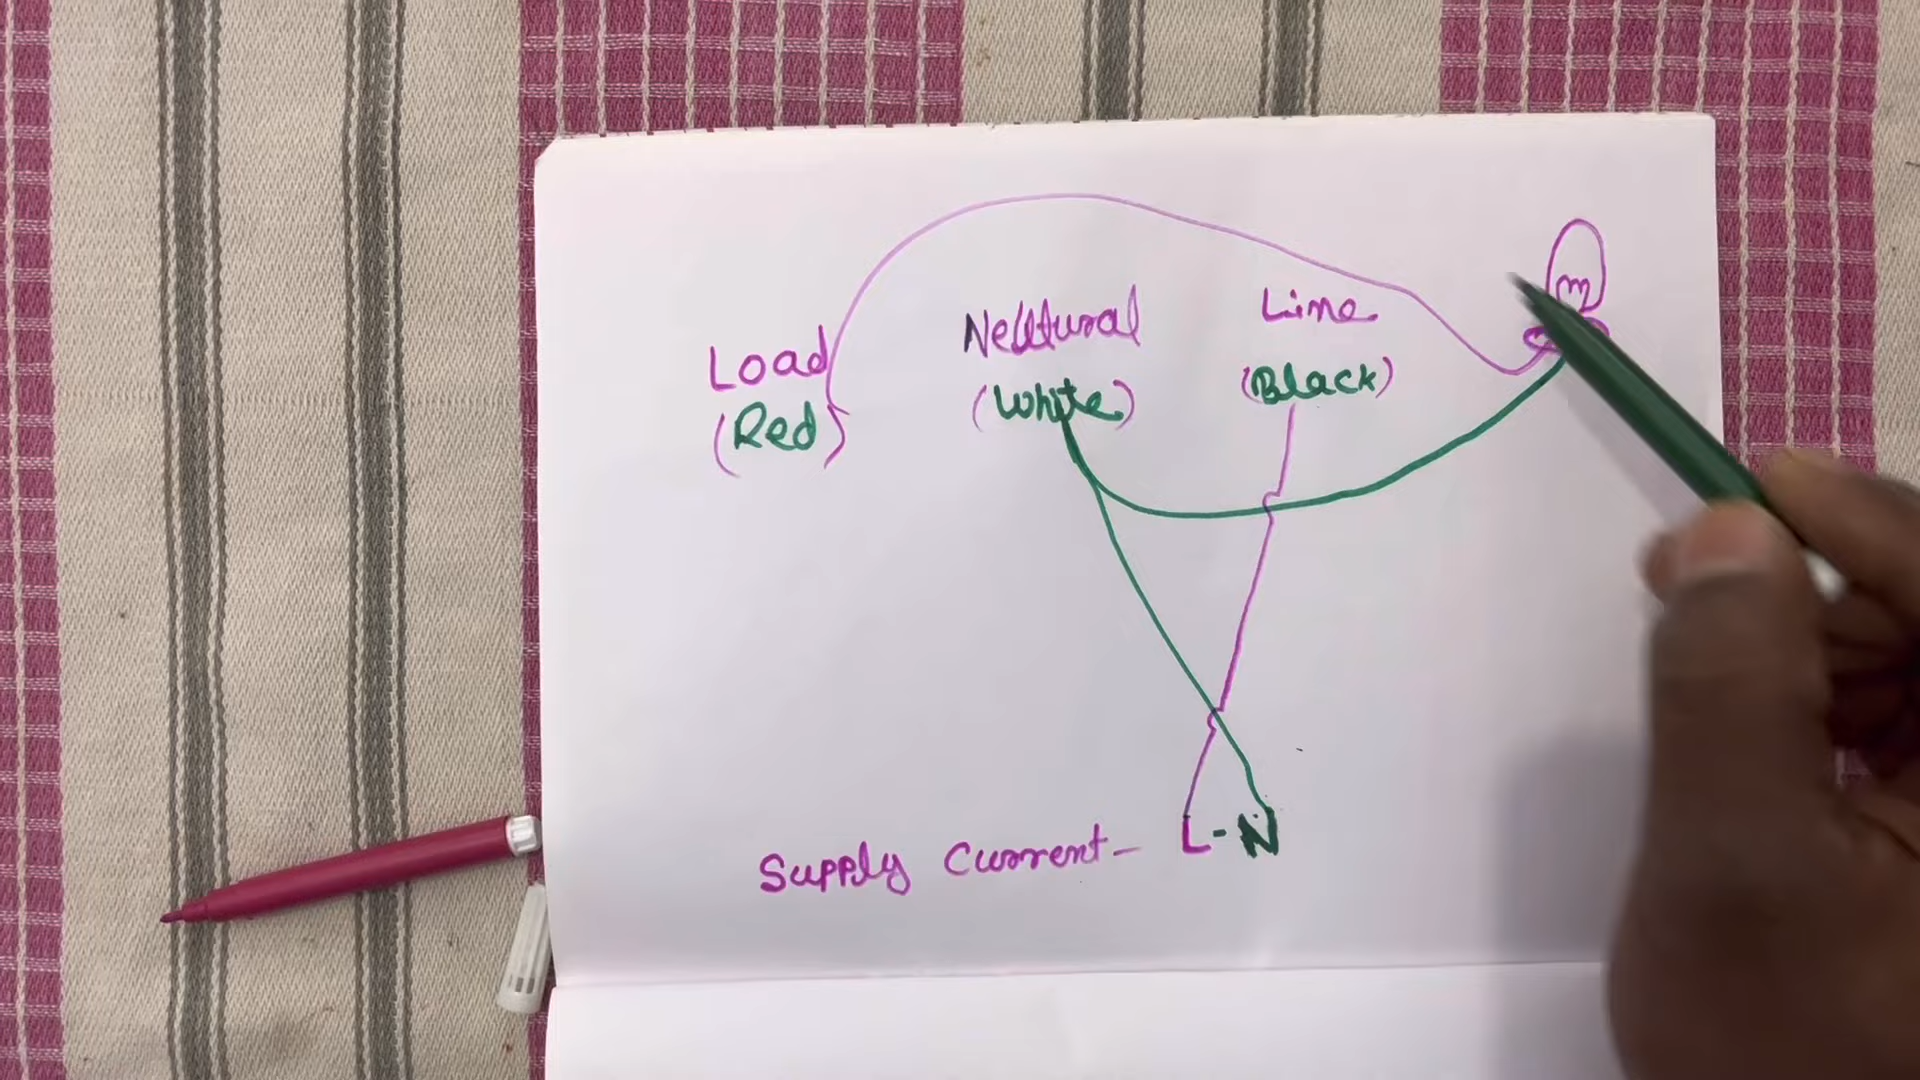 Load
(Red)
Neutural
(White)
Line
(Black)
Supply Current - L-N